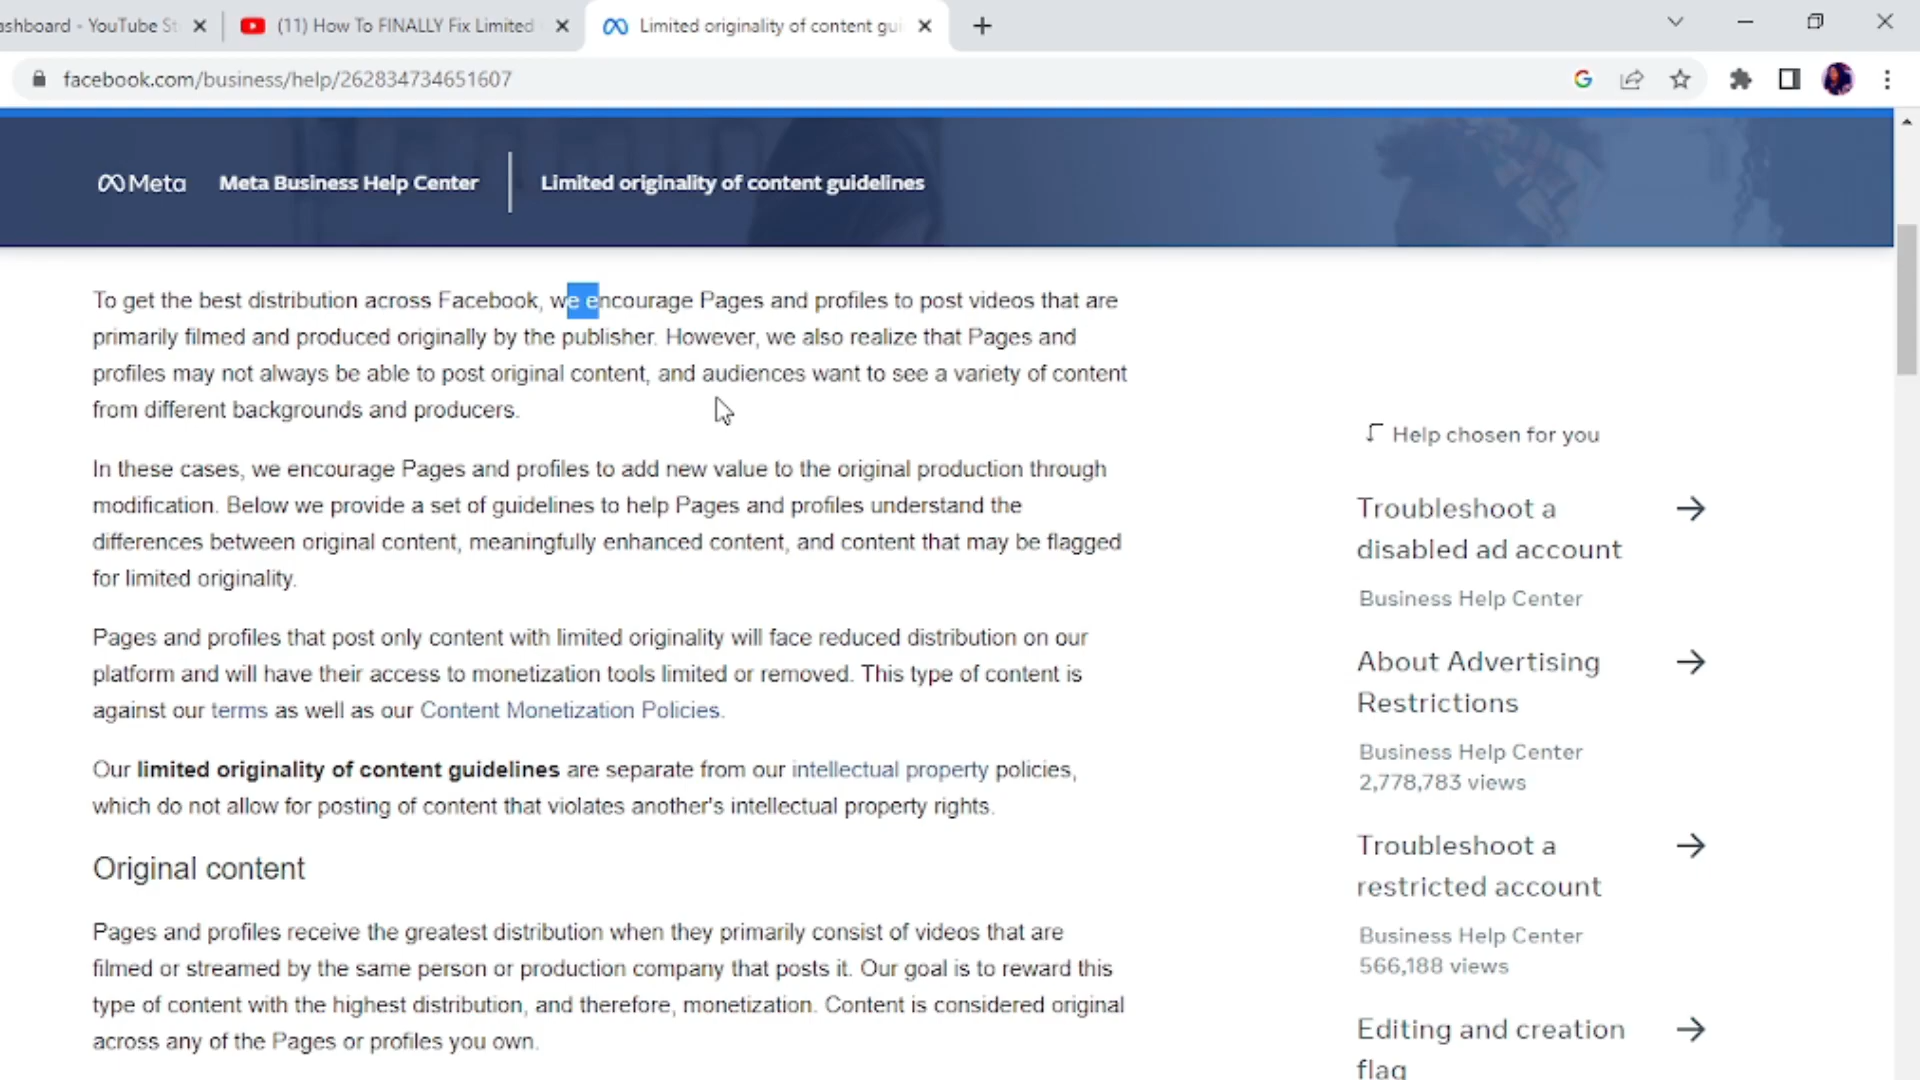 ashboard - YouTube St
(11) How To FINALLY Fix Limited
Limited originality of content gui
facebook.com/business/help/262834734651607
Meta
Meta Business Help Center
Limited originality of content guidelines
To get the best distribution across Facebook, we encourage Pages and profiles to post videos that are
primarily filmed and produced originally by the publisher. However, we also realize that Pages and
profiles may not always be able to post original content, and audiences want to see a variety of content
from different backgrounds and producers.
In these cases, we encourage Pages and profiles to add new value to the original production through
modification. Below we provide a set of guidelines to help Pages and profiles understand the
differences between original content, meaningfully enhanced content, and content that may be flagged
for limited originality.
Pages and profiles that post only content with limited originality will face reduced distribution on our
platform and will have their access to monetization tools limited or removed. This type of content is
against our terms as well as our Content Monetization Policies.
Our limited originality of content guidelines are separate from our intellectual property policies,
which do not allow for posting of content that violates another's intellectual property rights.
Original content
Pages and profiles receive the greatest distribution when they primarily consist of videos that are
filmed or streamed by the same person or production company that posts it. Our goal is to reward this
type of content with the highest distribution, and therefore, monetization. Content is considered original
across any of the Pages or profiles you own.
Help chosen for you
Troubleshoot a
disabled ad account
Business Help Center
About Advertising
Restrictions
Business Help Center
2,778,783 views
Troubleshoot a
restricted account
Business Help Center
566,188 views
Editing and creation
flag